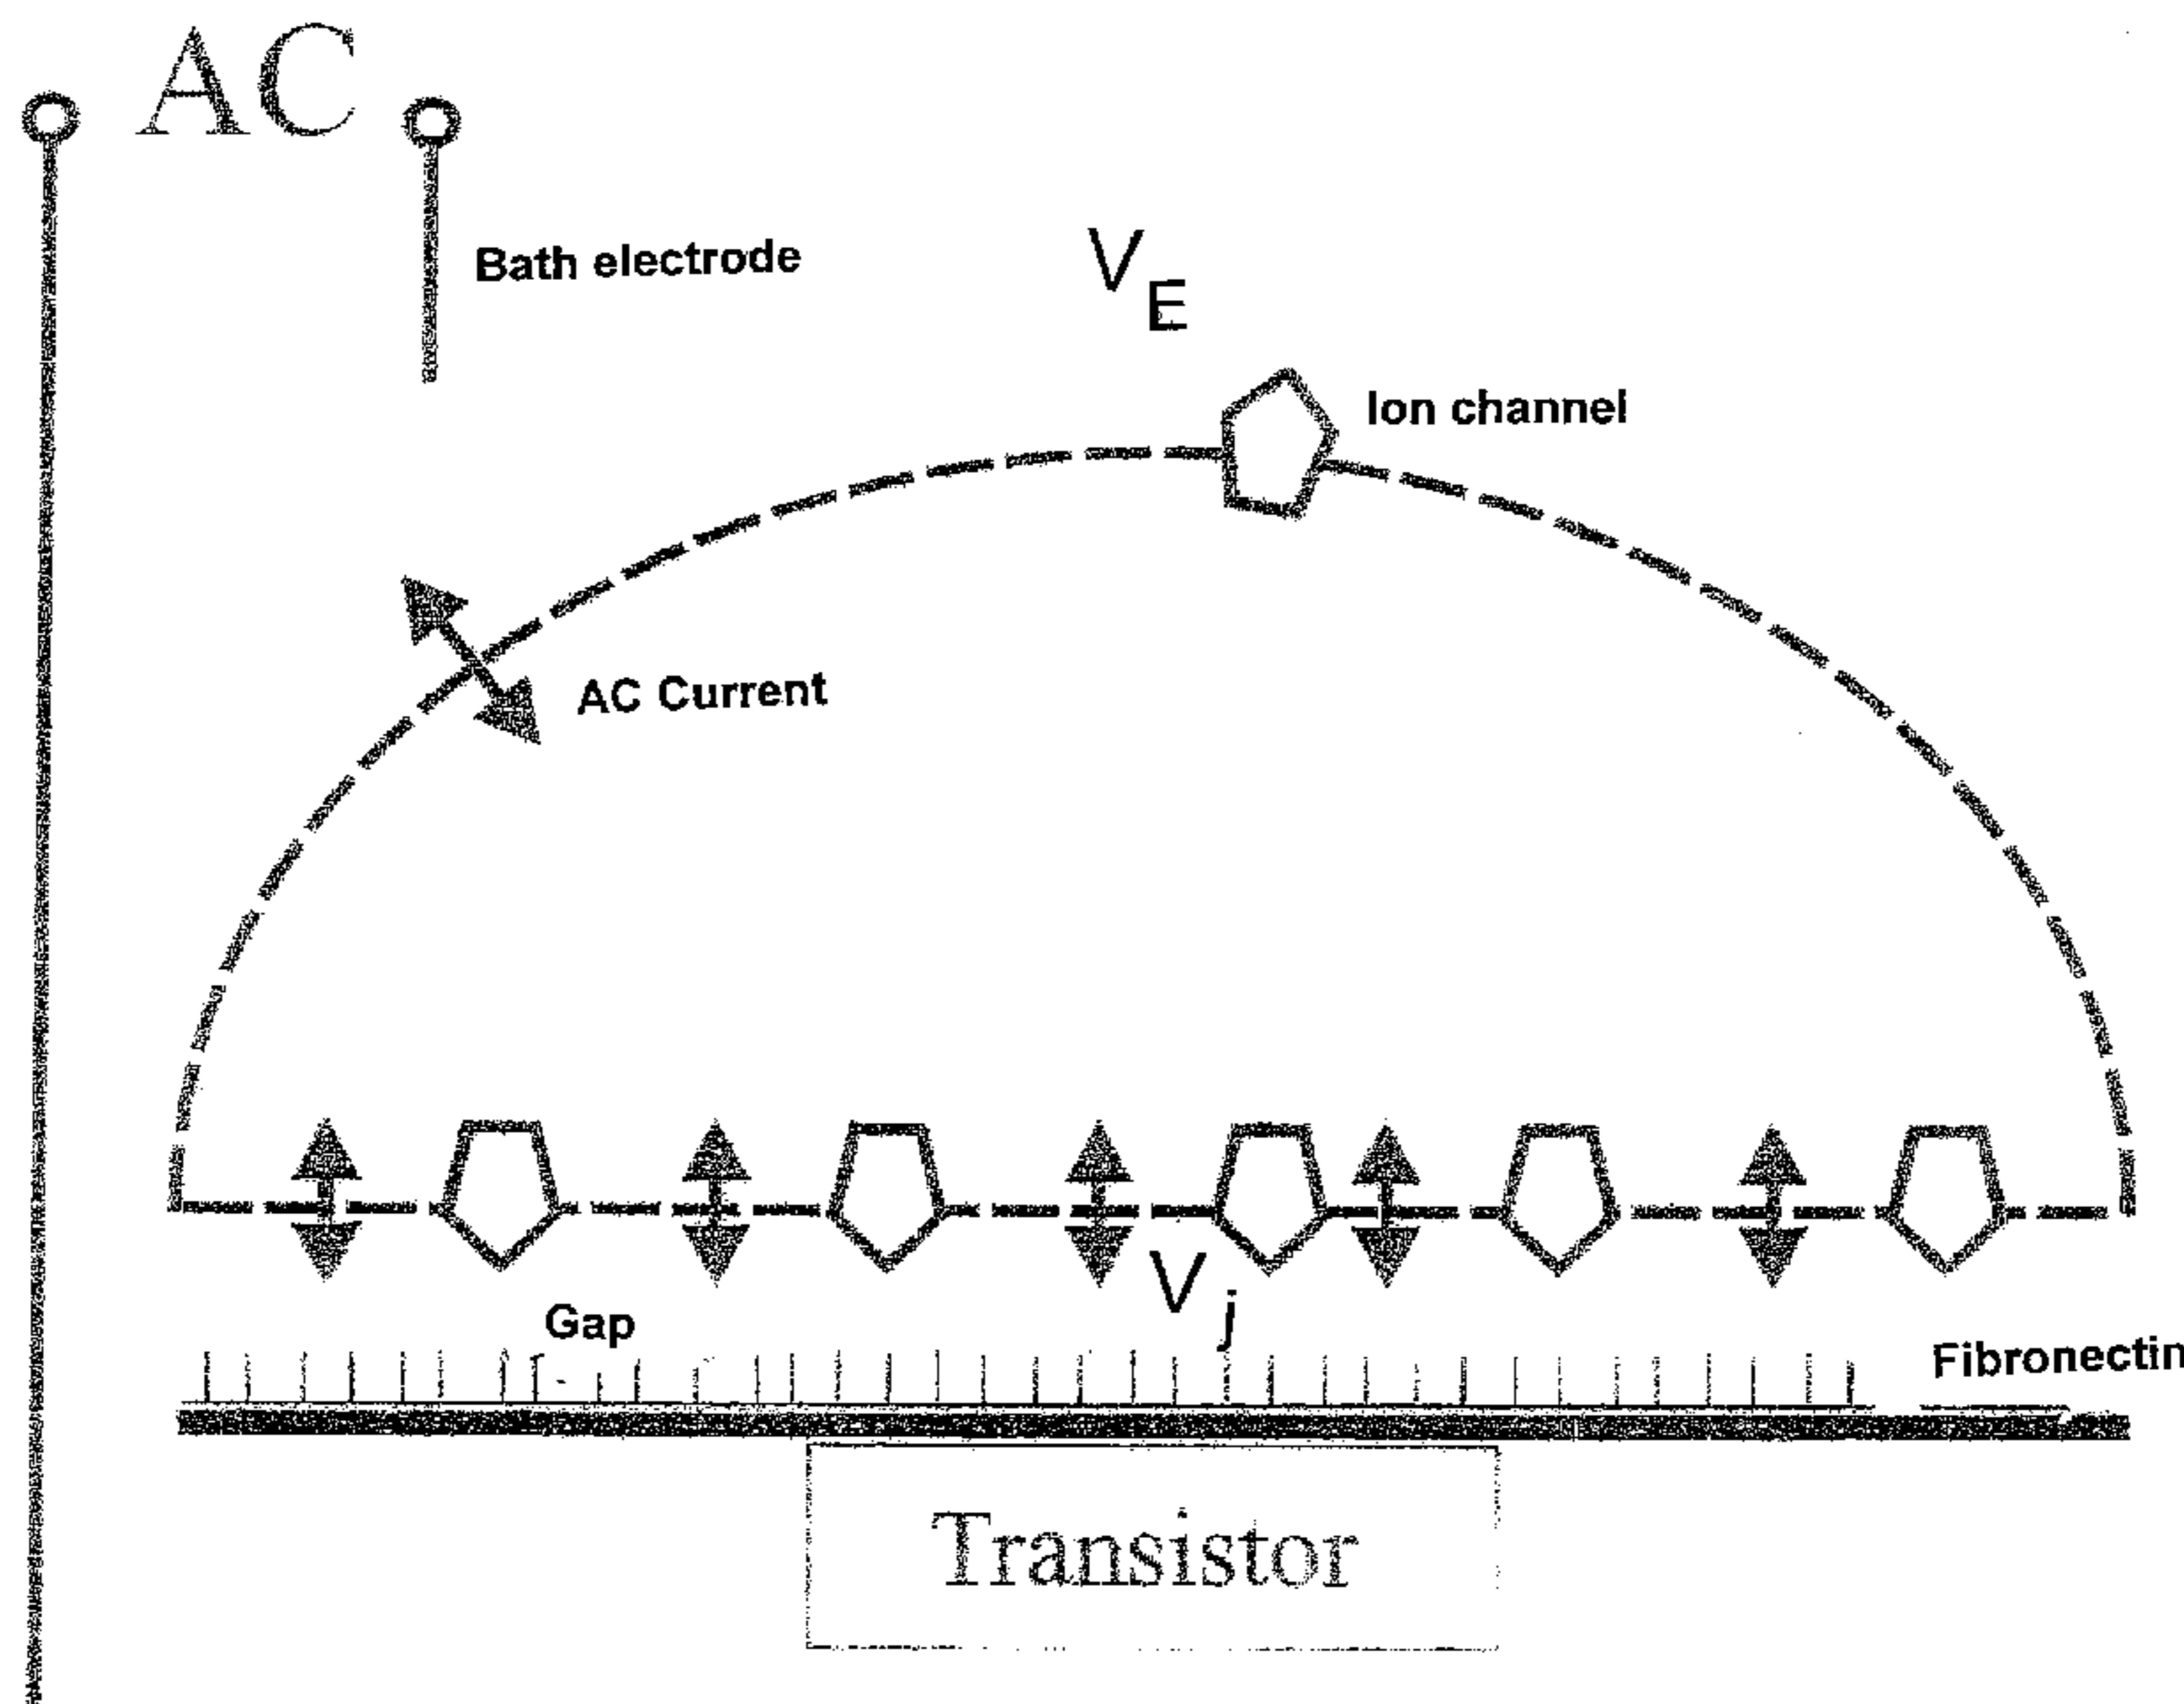 AC
Bath electrode
V E
Ion channel
AC Current
V j
Gap
Fibronectin
Transistor